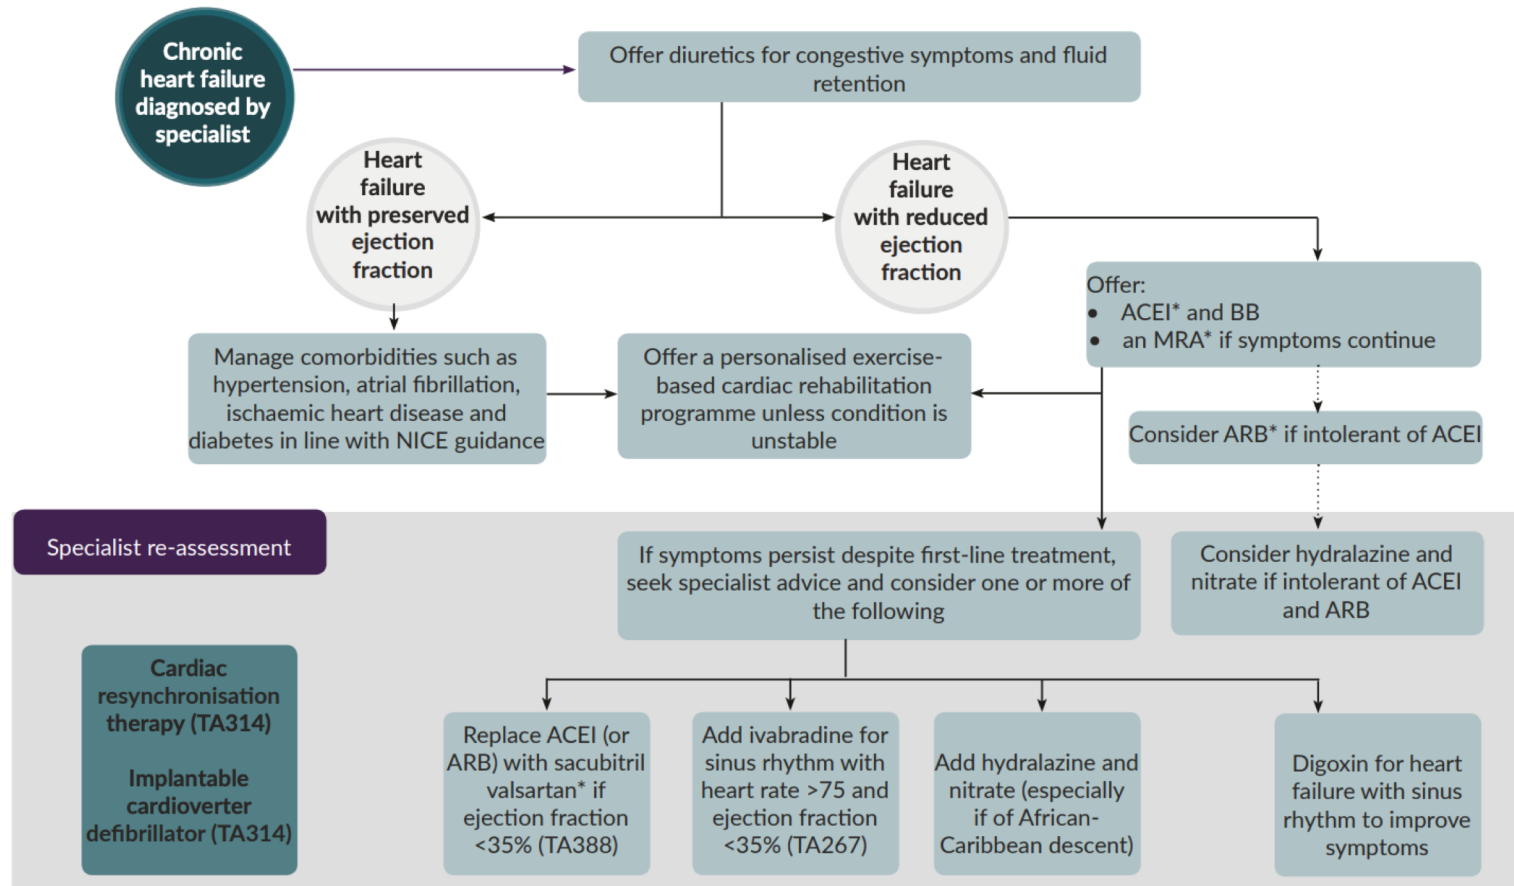 Chronic
heart failure
diagnosed by
specialist
Offer diuretics for congestive symptoms and fluid
retention
Heart
failure
with preserved
ejection
fraction
Heart
failure
with reduced
ejection
fraction
Offer:
• ACEI* and BB
• an MRA* if symptoms continue
Manage comorbidities such as
hypertension, atrial fibrillation,
ischaemic heart disease and
diabetes in line with NICE guidance
Offer a personalised exercise-
based cardiac rehabilitation
programme unless condition is
unstable
Consider ARB* if intolerant of ACEI
Specialist re-assessment
If symptoms persist despite first-line treatment,
seek specialist advice and consider one or more of
the following
Consider hydralazine and
nitrate if intolerant of ACEI
and ARB
Cardiac
resynchronisation
therapy (TA314)
Implantable
cardioverter
defibrillator (TA314)
Replace ACEI (or
ARB) with sacubitril
valsartan* if
ejection fraction
<35% (TA388)
Add ivabradine for
sinus rhythm with
heart rate >75 and
ejection fraction
<35% (TA267)
Add hydralazine and
nitrate (especially
if of African-
Caribbean descent)
Digoxin for heart
failure with sinus
rhythm to improve
symptoms